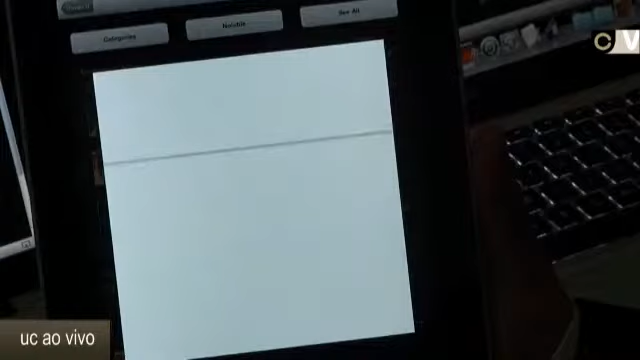 Categories
Notable
See All
C V
uc ao vivo